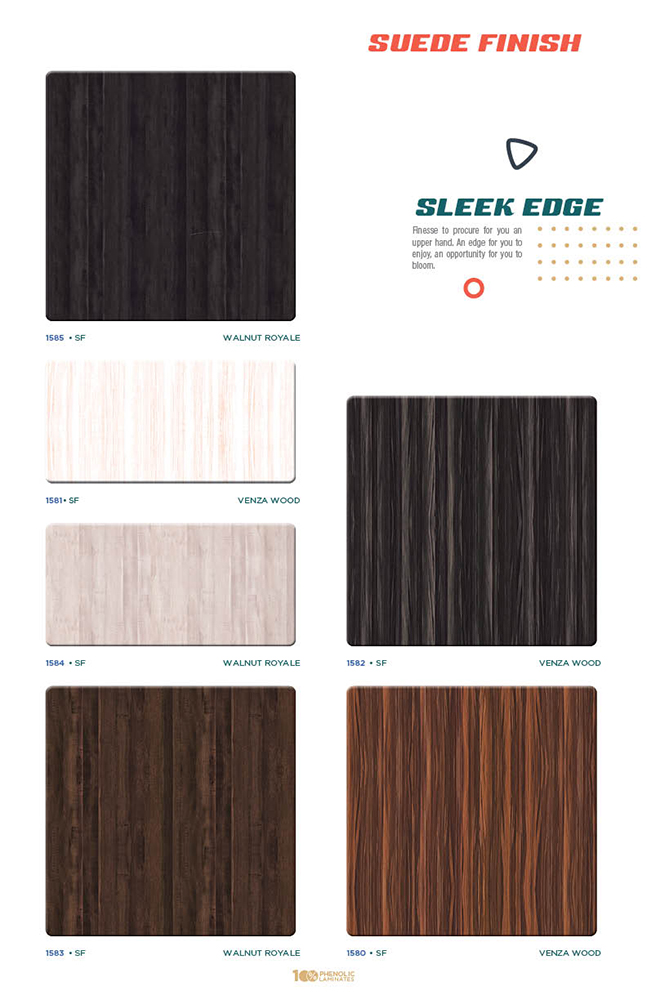 SUEDE FINISH
SLEEK EDGE
Finesse to procure for you an
upper hand. An edge for you to
enjoy, an opportunity for you to
bloom.
1585 • SF WALNUT ROYALE
1581• SF VENZA WOOD
1584 • SF WALNUT ROYALE
1582 • SF VENZA WOOD
1583 • SF WALNUT ROYALE
1580 • SF VENZA WOOD
100% PHENOLIC
LAMINATES